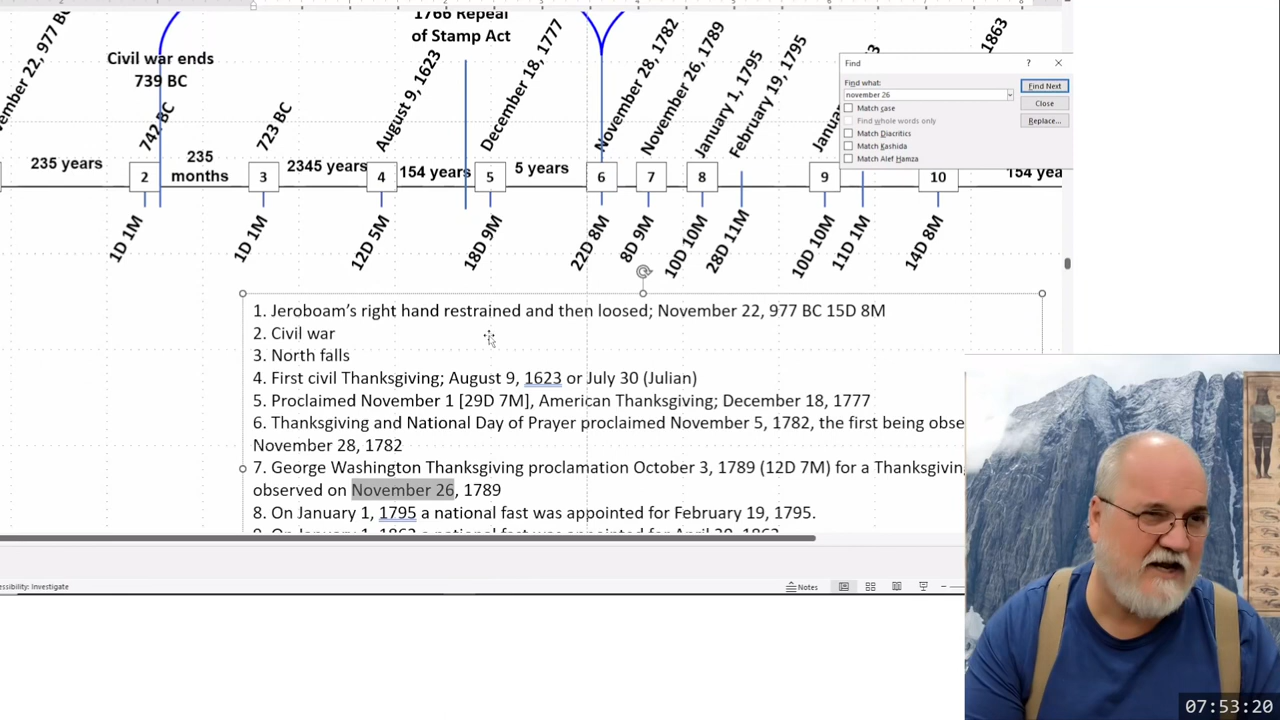 1766 Repeal
of Stamp Act
Civil war ends
739 BC
22, 977 BC
742 BC
723 BC
August 9, 1623
December 18, 1777
November 28, 1782
November 26, 1789
January 1, 1795
February 19, 1795
1863
235 years
235
months
2345 years
154 years
5 years
2
3
4
5
6
7
8
9
10
1D 1M
1D 1M
12D 5M
18D 9M
22D 8M
8D 9M
10D 10M
28D 11M
10D 10M
11D 1M
14D 8M
Find
?
Find what:
november 26
Find Next
Close
Replace...
Match case
Find whole words only
Match Diacritics
Match Kashida
Match Alef Hamza
1. Jeroboam’s right hand restrained and then loosed; November 22, 977 BC 15D 8M
2. Civil war
3. North falls
4. First civil Thanksgiving; August 9, 1623 or July 30 (Julian)
5. Proclaimed November 1 [29D 7M], American Thanksgiving; December 18, 1777
6. Thanksgiving and National Day of Prayer proclaimed November 5, 1782, the first being obse
November 28, 1782
7. George Washington Thanksgiving proclamation October 3, 1789 (12D 7M) for a Thanksgivin
observed on November 26, 1789
8. On January 1, 1795 a national fast was appointed for February 19, 1795.
Notes
07:53:20